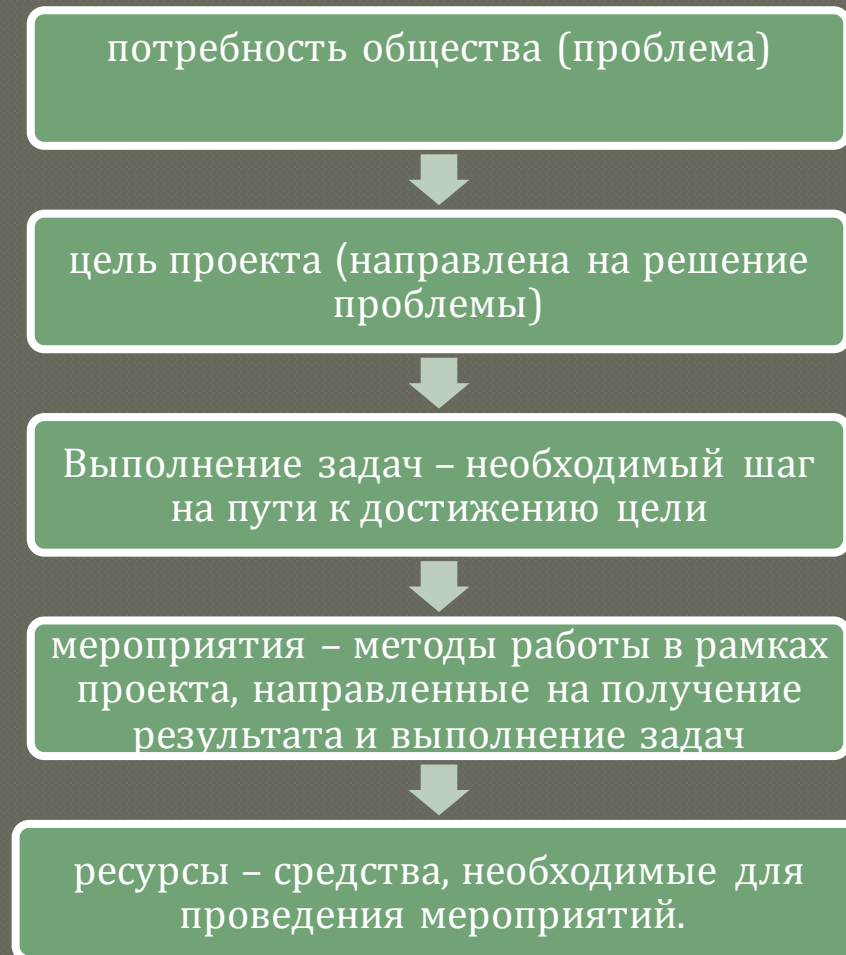 потребность общества (проблема)
цель проекта (направлена на решение
проблемы)
Выполнение задач – необходимый шаг
на пути к достижению цели
мероприятия – методы работы в рамках
проекта, направленные на получение
результата и выполнение задач
ресурсы – средства, необходимые для
проведения мероприятий.